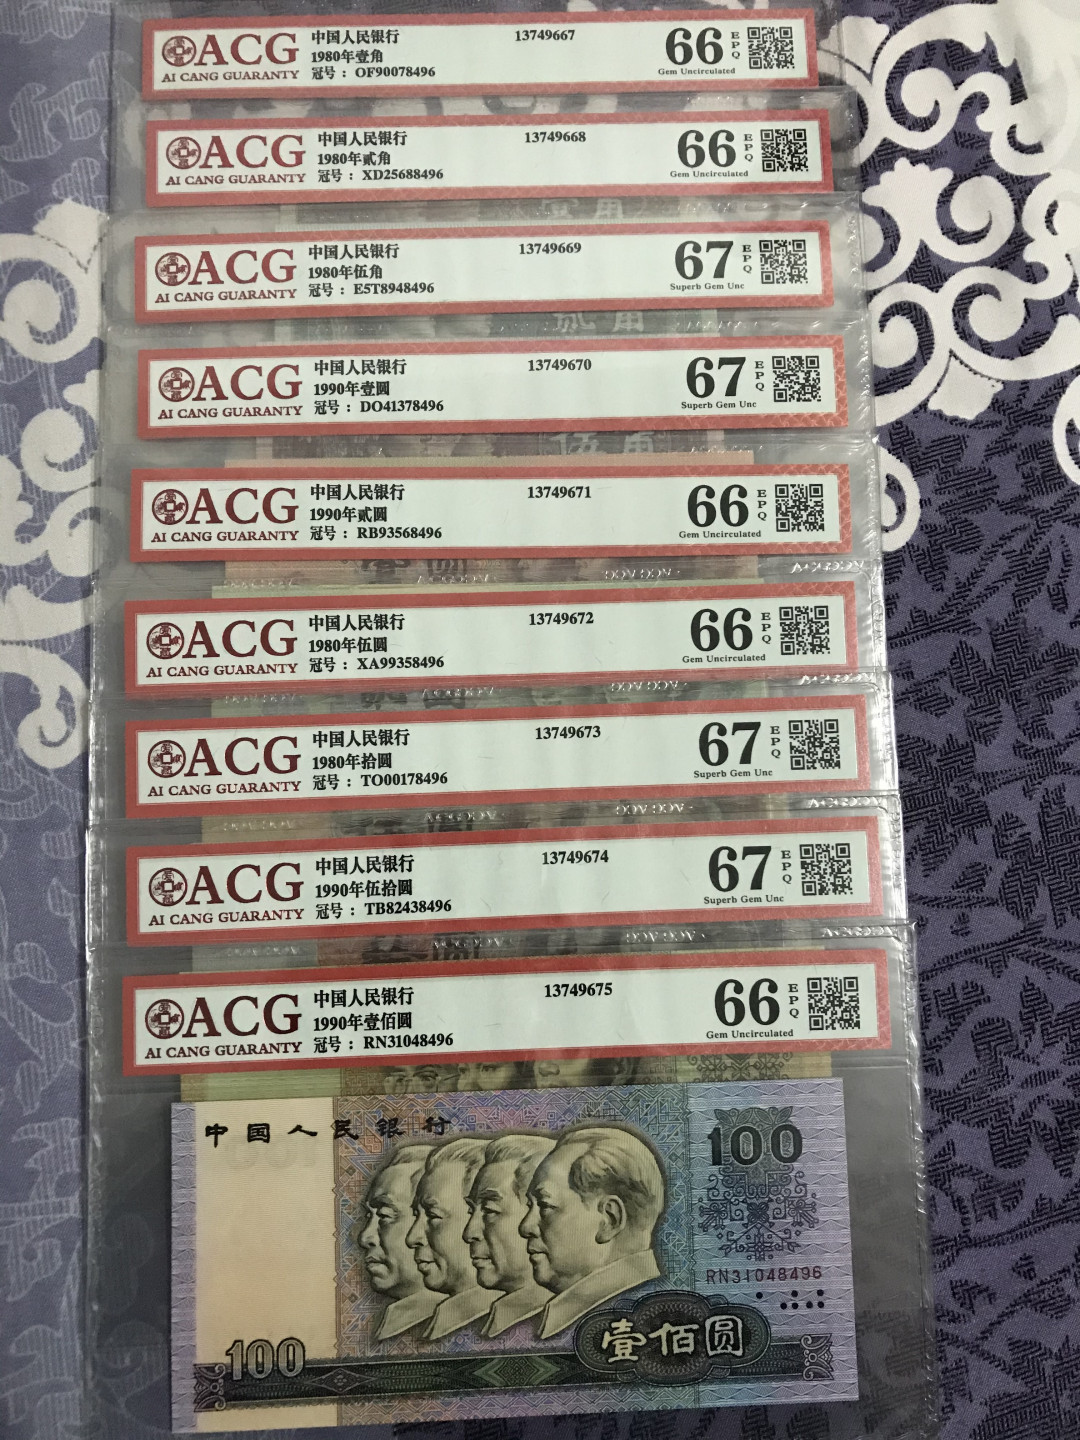 ACG
AI CANG GUARANTY
中国人民银行
1980年壹角
冠号： OF90078496
13749667
66 EPQ
Gem Uncirculated
ACG
AI CANG GUARANTY
中国人民银行
1980年贰角
冠号： XD25688496
13749668
66 EPQ
Gem Uncirculated
ACG
AI CANG GUARANTY
中国人民银行
1980年伍角
冠号： E5T8948496
13749669
67 EPQ
Superb Gem Unc
贰角
ACG
AI CANG GUARANTY
中国人民银行
1990年壹圆
冠号： DO41378496
13749670
67 EPQ
Superb Gem Unc
伍角
ACG
AI CANG GUARANTY
中国人民银行
1990年贰圆
冠号： RB93568496
13749671
66 EPQ
Gem Uncirculated
ACG
AI CANG GUARANTY
中国人民银行
1980年伍圆
冠号： XA99358496
13749672
66 EPQ
Gem Uncirculated
ACG
AI CANG GUARANTY
中国人民银行
1980年拾圆
冠号： TO00178496
13749673
67 EPQ
Superb Gem Unc
ACG
AI CANG GUARANTY
中国人民银行
1990年伍拾圆
冠号： TB82438496
13749674
67 EPQ
Superb Gem Unc
ACG
AI CANG GUARANTY
中国人民银行
1990年壹佰圆
冠号： RN31048496
13749675
66 EPQ
Gem Uncirculated
中国人民银行
100
RN31048496
壹佰圆
100